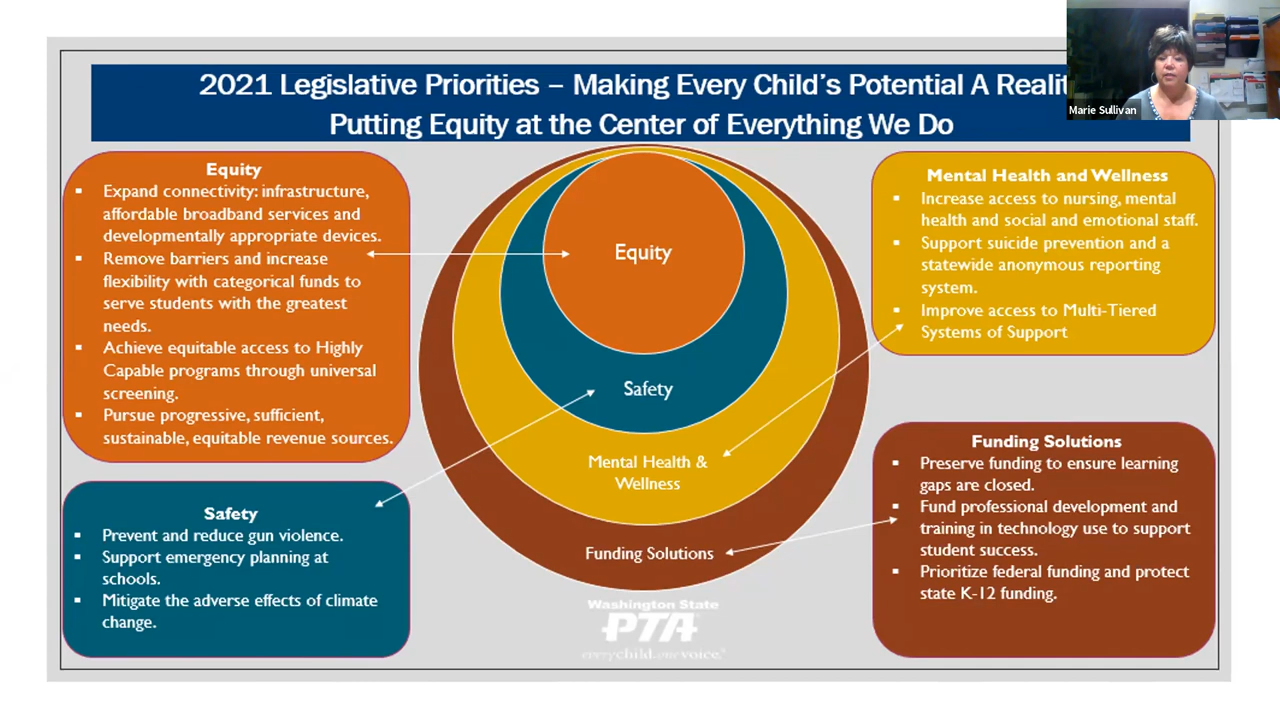 2021 Legislative Priorities – Making Every Child's Potential A Realit
Putting Equity at the Center of Everything We Do
Marie Sullivan
Equity
▪ Expand connectivity: infrastructure,
affordable broadband services and
developmentally appropriate devices.
▪ Remove barriers and increase
flexibility with categorical funds to
serve students with the greatest
needs.
▪ Achieve equitable access to Highly
Capable programs through universal
screening.
▪ Pursue progressive, sufficient,
sustainable, equitable revenue sources.
Safety
▪ Prevent and reduce gun violence.
▪ Support emergency planning at
schools.
▪ Mitigate the adverse effects of climate
change.
Equity
Safety
Mental Health &
Wellness
Funding Solutions
Washington State
PTA
everychild.onevoice.®
Mental Health and Wellness
▪ Increase access to nursing, mental
health and social and emotional staff.
▪ Support suicide prevention and a
statewide anonymous reporting
system.
▪ Improve access to Multi-Tiered
Systems of Support
Funding Solutions
▪ Preserve funding to ensure learning
gaps are closed.
▪ Fund professional development and
training in technology use to support
student success.
▪ Prioritize federal funding and protect
state K-12 funding.